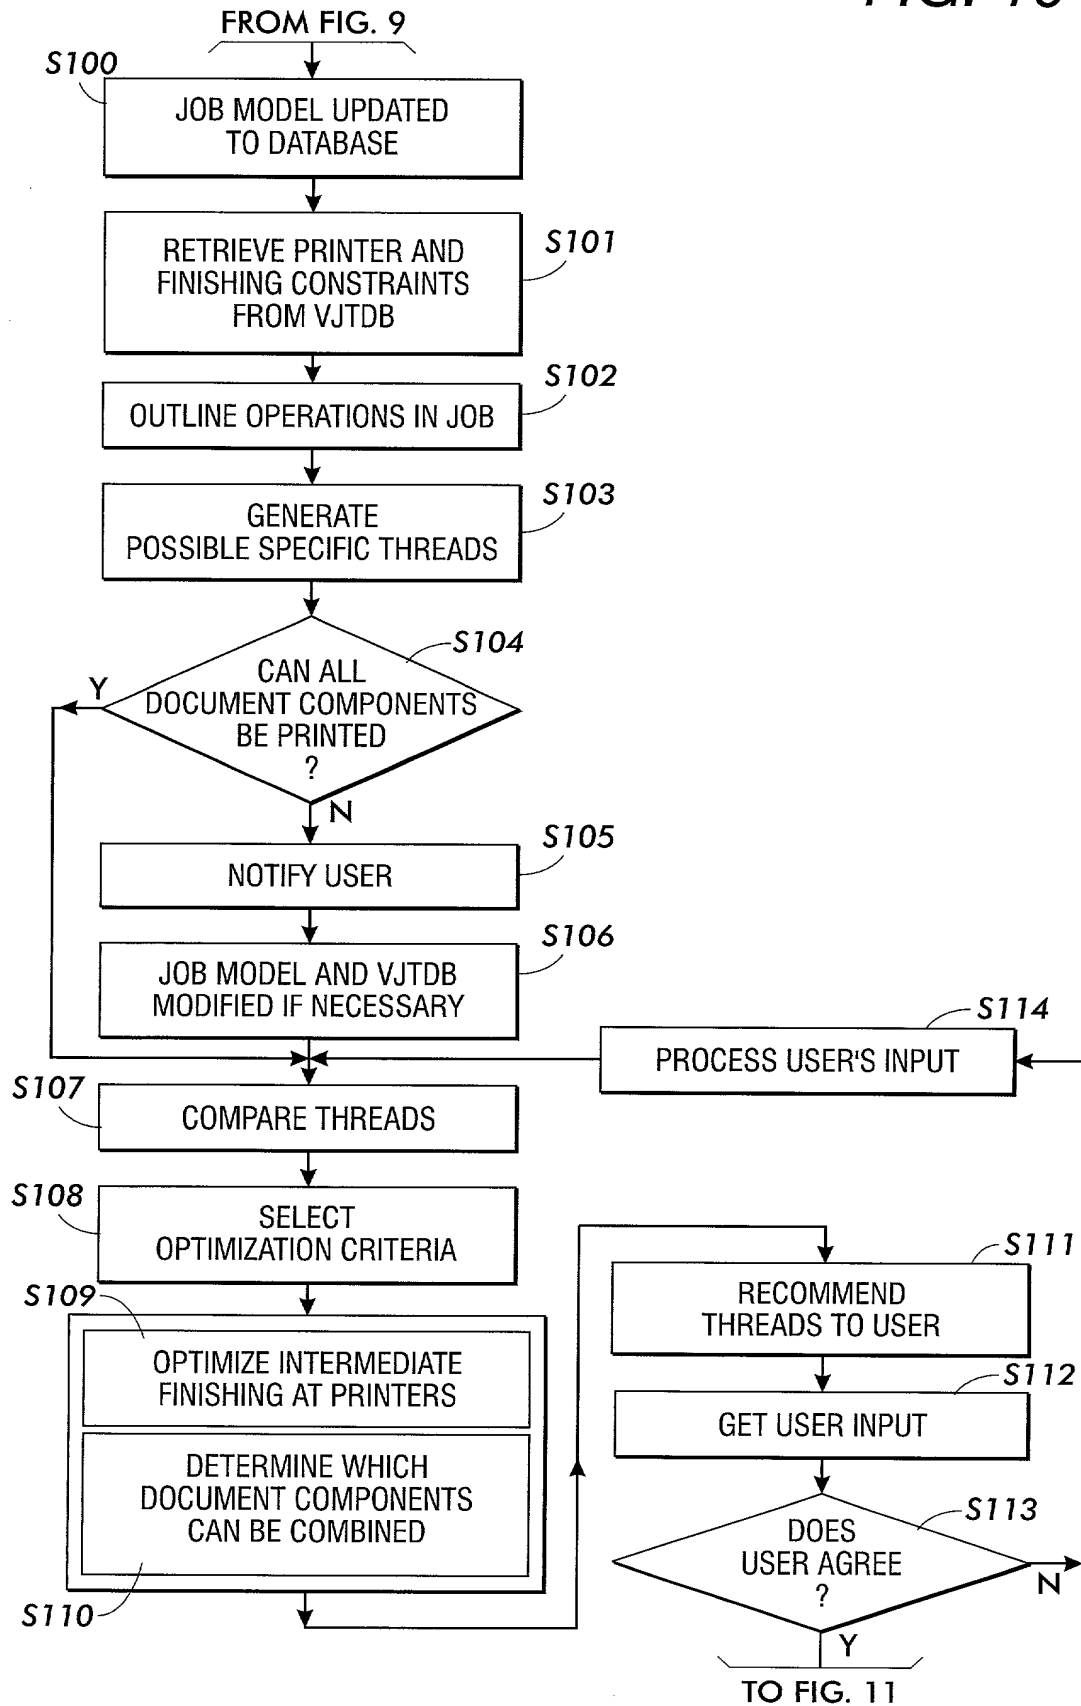 FROM FIG. 9
S100
JOB MODEL UPDATED
TO DATABASE
S101
RETRIEVE PRINTER AND
FINISHING CONSTRAINTS
FROM VJTDB
S102
OUTLINE OPERATIONS IN JOB
S103
GENERATE
POSSIBLE SPECIFIC THREADS
S104
CAN ALL
DOCUMENT COMPONENTS
BE PRINTED
?
Y
N
S105
NOTIFY USER
S106
JOB MODEL AND VJTDB
MODIFIED IF NECESSARY
S114
PROCESS USER'S INPUT
S107
COMPARE THREADS
S108
SELECT
OPTIMIZATION CRITERIA
S109
OPTIMIZE INTERMEDIATE
FINISHING AT PRINTERS
DETERMINE WHICH
DOCUMENT COMPONENTS
CAN BE COMBINED
S110
S111
RECOMMEND
THREADS TO USER
S112
GET USER INPUT
S113
DOES
USER AGREE
?
N
Y
TO FIG. 11